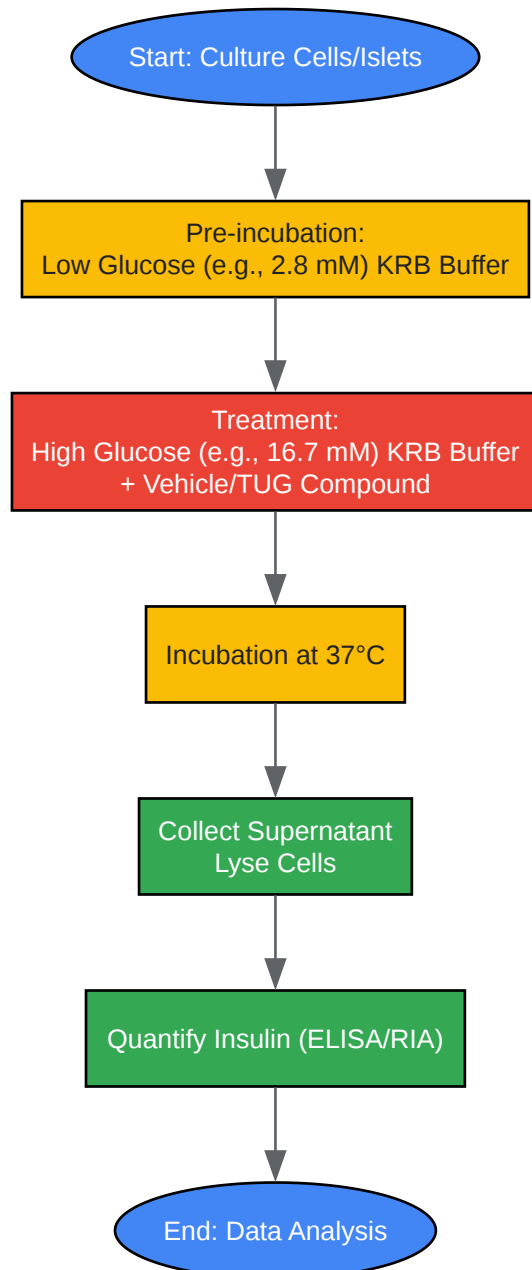 Start: Culture Cells/Islets
Pre-incubation:
Low Glucose (e.g., 2.8 mM) KRB Buffer
Treatment:
High Glucose (e.g., 16.7 mM) KRB Buffer
+ Vehicle/TUG Compound
Incubation at 37°C
Collect Supernatant
Lyse Cells
Quantify Insulin (ELISA/RIA)
End: Data Analysis